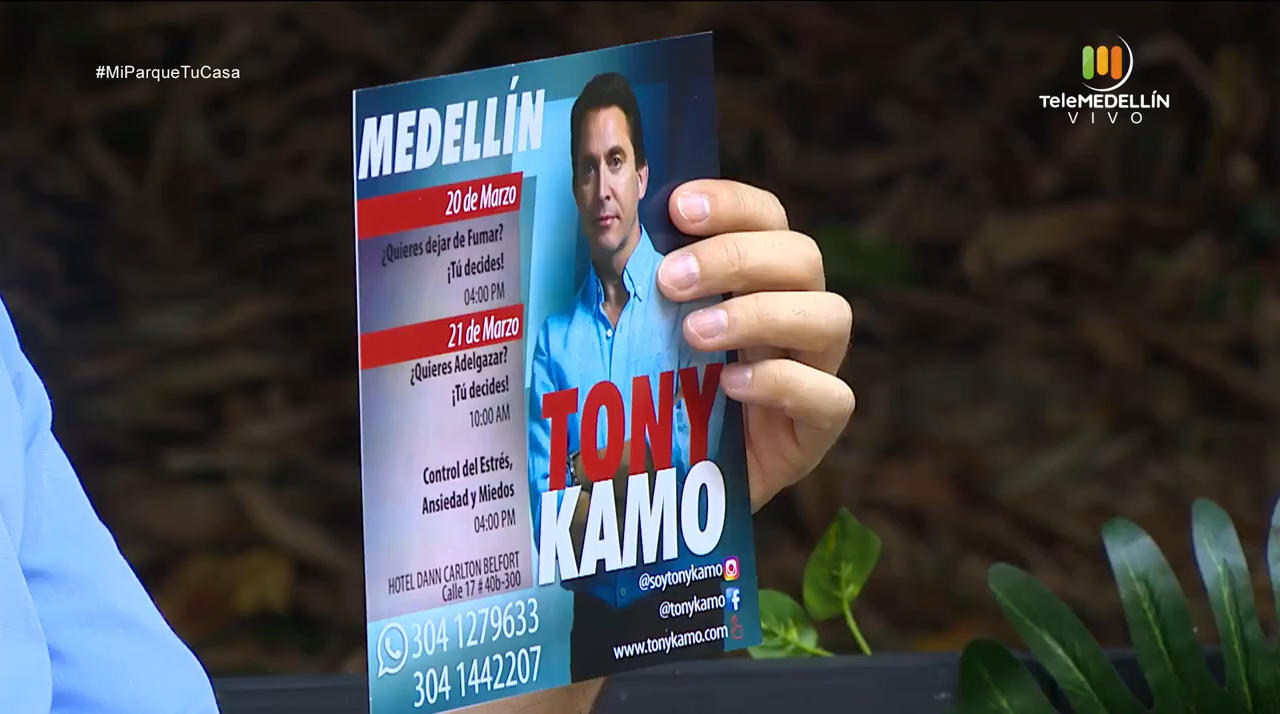 #MiParqueTuCasa
TeleMEDELLÍN
VIVO
MEDELLÍN
20 de Marzo
¿Quieres dejar de Fumar?
¡Tú decides!
04:00 PM
21 de Marzo
¿Quieres Adelgazar?
¡Tú decides!
10:00 AM
Control del Estrés,
Ansiedad y Miedos
04:00 PM
HOTEL DANN CARLTON BELFORT
Calle 17 # 40b-300
304 1279633
304 1442207
TONY
KAMO
@soytonykamo
@tonykamo
www.tonykamo.com